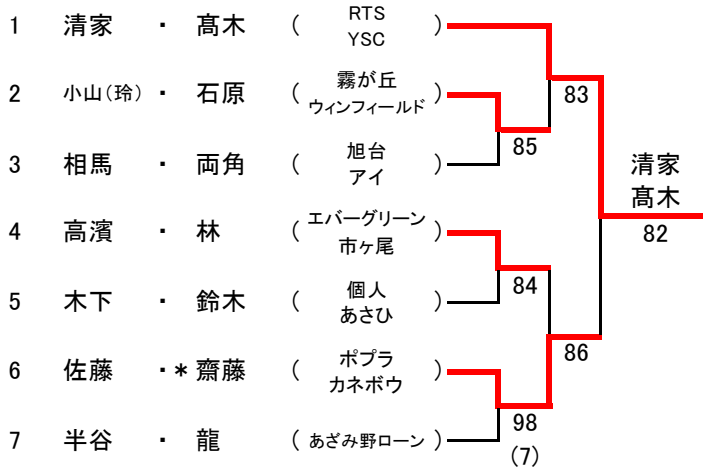 1 清家 ・ 髙木 ( RTS YSC )
2 小山(玲) ・ 石原 ( 霧が丘 ウィンフィールド )
83
85
3 相馬 ・ 両角 ( 旭台 アイ )
清家
髙木
82
4 高濱 ・ 林 ( エバーグリーン 市ヶ尾 )
84
5 木下 ・ 鈴木 ( 個人 あさひ )
86
6 佐藤 ・ * 齋藤 ( ポプラ カネボウ )
98
(7)
7 半谷 ・ 龍 ( あざみ野ローン )